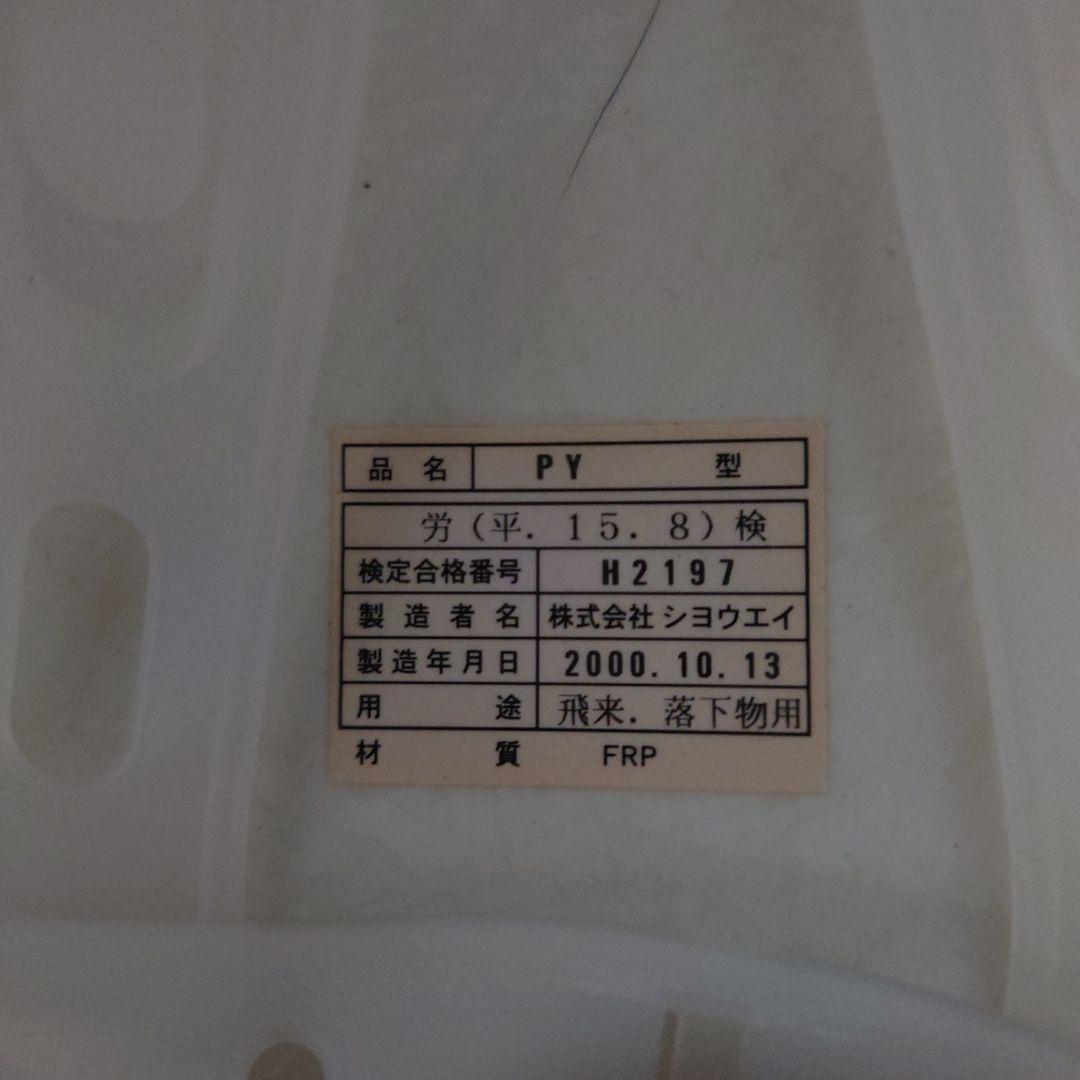 品名 PY 型
労(平.15.8)検
検定合格番号 H2197
製造者名 株式会社シヨウエイ
製造年月日 2000.10.13
用途 飛来.落下物用
材質 FRP